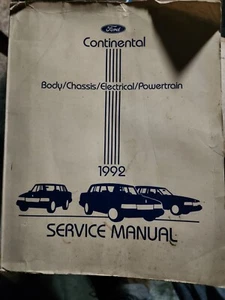 Ford
Continental
Body/Chassis/Electrical/Powertrain
1992
SERVICE MANUAL